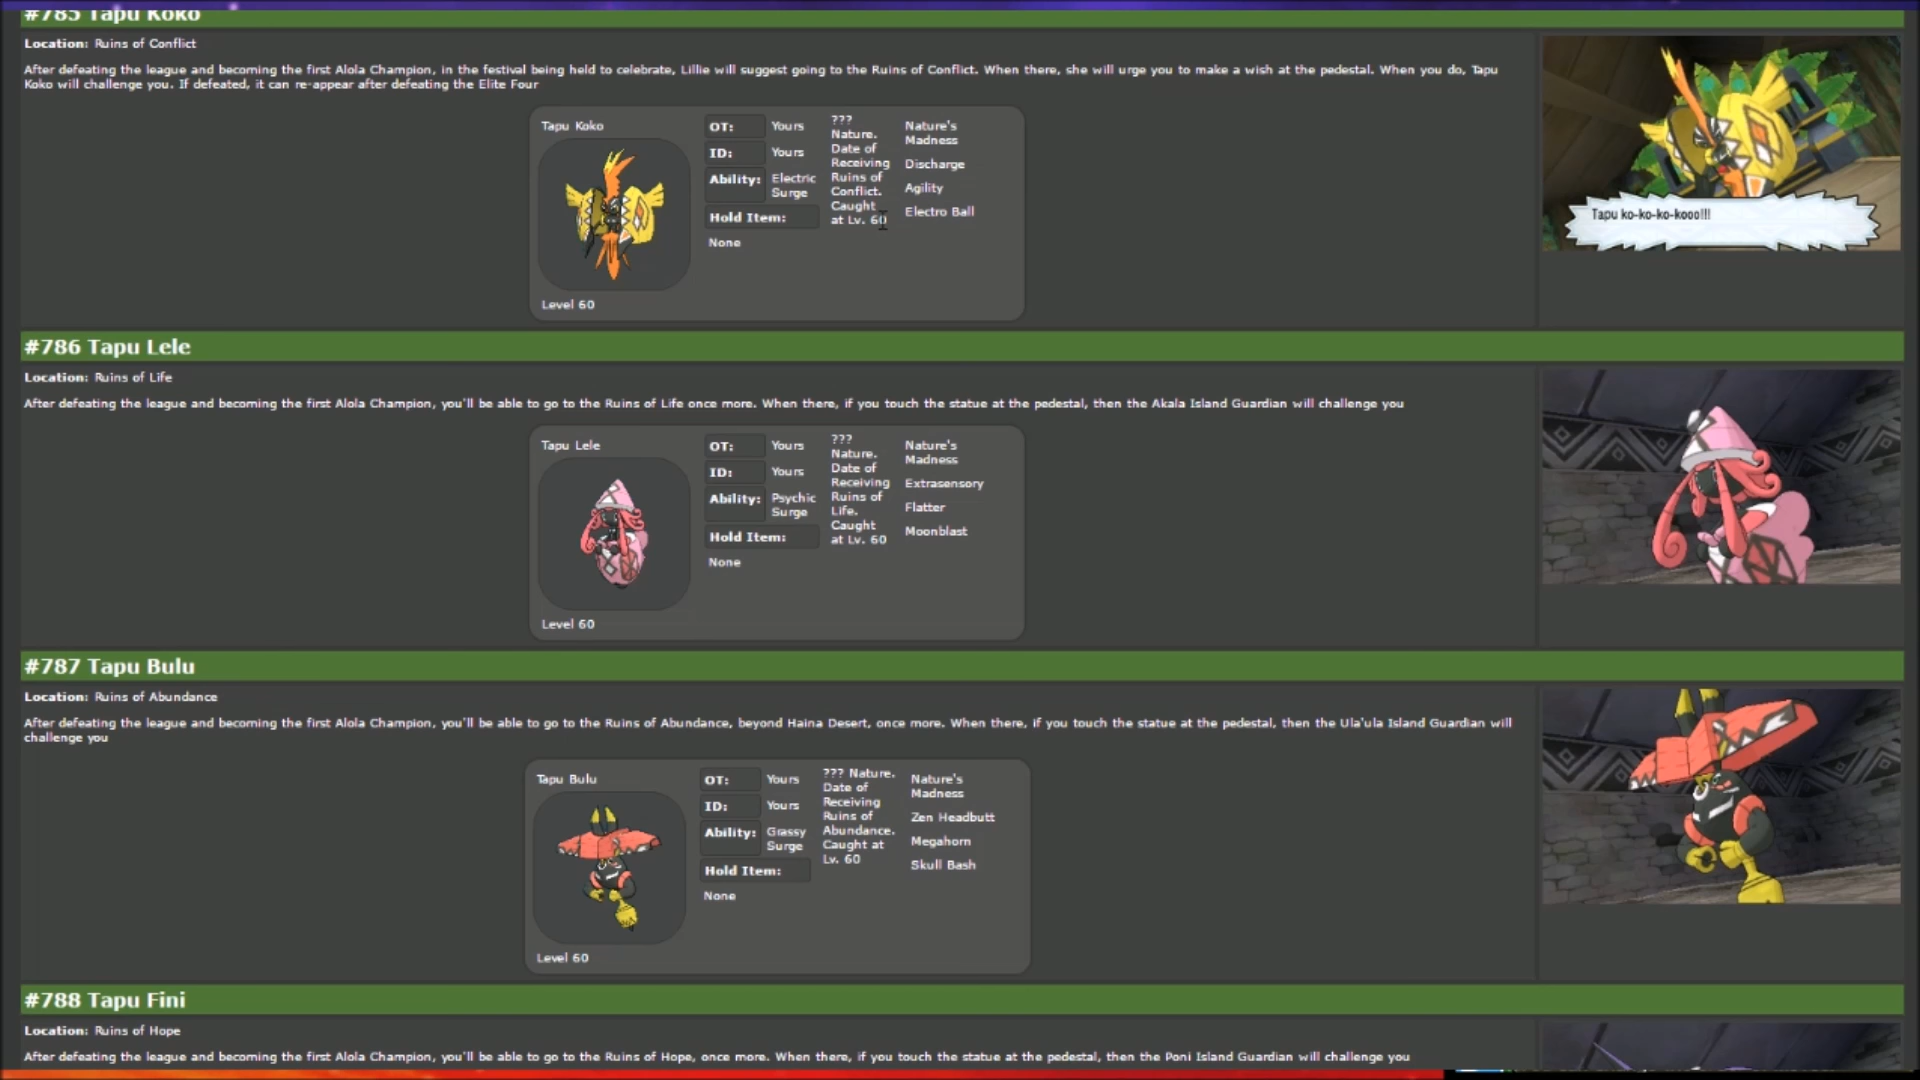 #785 Tapu Koko
Location: Ruins of Conflict
After defeating the league and becoming the first Alola Champion, in the festival being held to celebrate, Lillie will suggest going to the Ruins of Conflict. When there, she will urge you to make a wish at the pedestal. When you do, Tapu
Koko will challenge you. If defeated, it can re-appear after defeating the Elite Four
Tapu Koko
OT: Yours
ID: Yours
Ability: Electric
Surge
Hold Item:
None
???
Nature.
Date of
Receiving
Ruins of
Conflict.
Caught
at Lv. 60
Nature's
Madness
Discharge
Agility
Electro Ball
Level 60
Tapu ko-ko-ko-kooo!!!
#786 Tapu Lele
Location: Ruins of Life
After defeating the league and becoming the first Alola Champion, you'll be able to go to the Ruins of Life once more. When there, if you touch the statue at the pedestal, then the Akala Island Guardian will challenge you
Tapu Lele
OT: Yours
ID: Yours
Ability: Psychic
Surge
Hold Item:
None
???
Nature.
Date of
Receiving
Ruins of
Life.
Caught
at Lv. 60
Nature's
Madness
Extrasensory
Flatter
Moonblast
Level 60
#787 Tapu Bulu
Location: Ruins of Abundance
After defeating the league and becoming the first Alola Champion, you'll be able to go to the Ruins of Abundance, beyond Haina Desert, once more. When there, if you touch the statue at the pedestal, then the Ula'ula Island Guardian will
challenge you
Tapu Bulu
OT: Yours
ID: Yours
Ability: Grassy
Surge
Hold Item:
None
??? Nature.
Date of
Receiving
Ruins of
Abundance.
Caught at
Lv. 60
Nature's
Madness
Zen Headbutt
Megahorn
Skull Bash
Level 60
#788 Tapu Fini
Location: Ruins of Hope
After defeating the league and becoming the first Alola Champion, you'll be able to go to the Ruins of Hope, once more. When there, if you touch the statue at the pedestal, then the Poni Island Guardian will challenge you